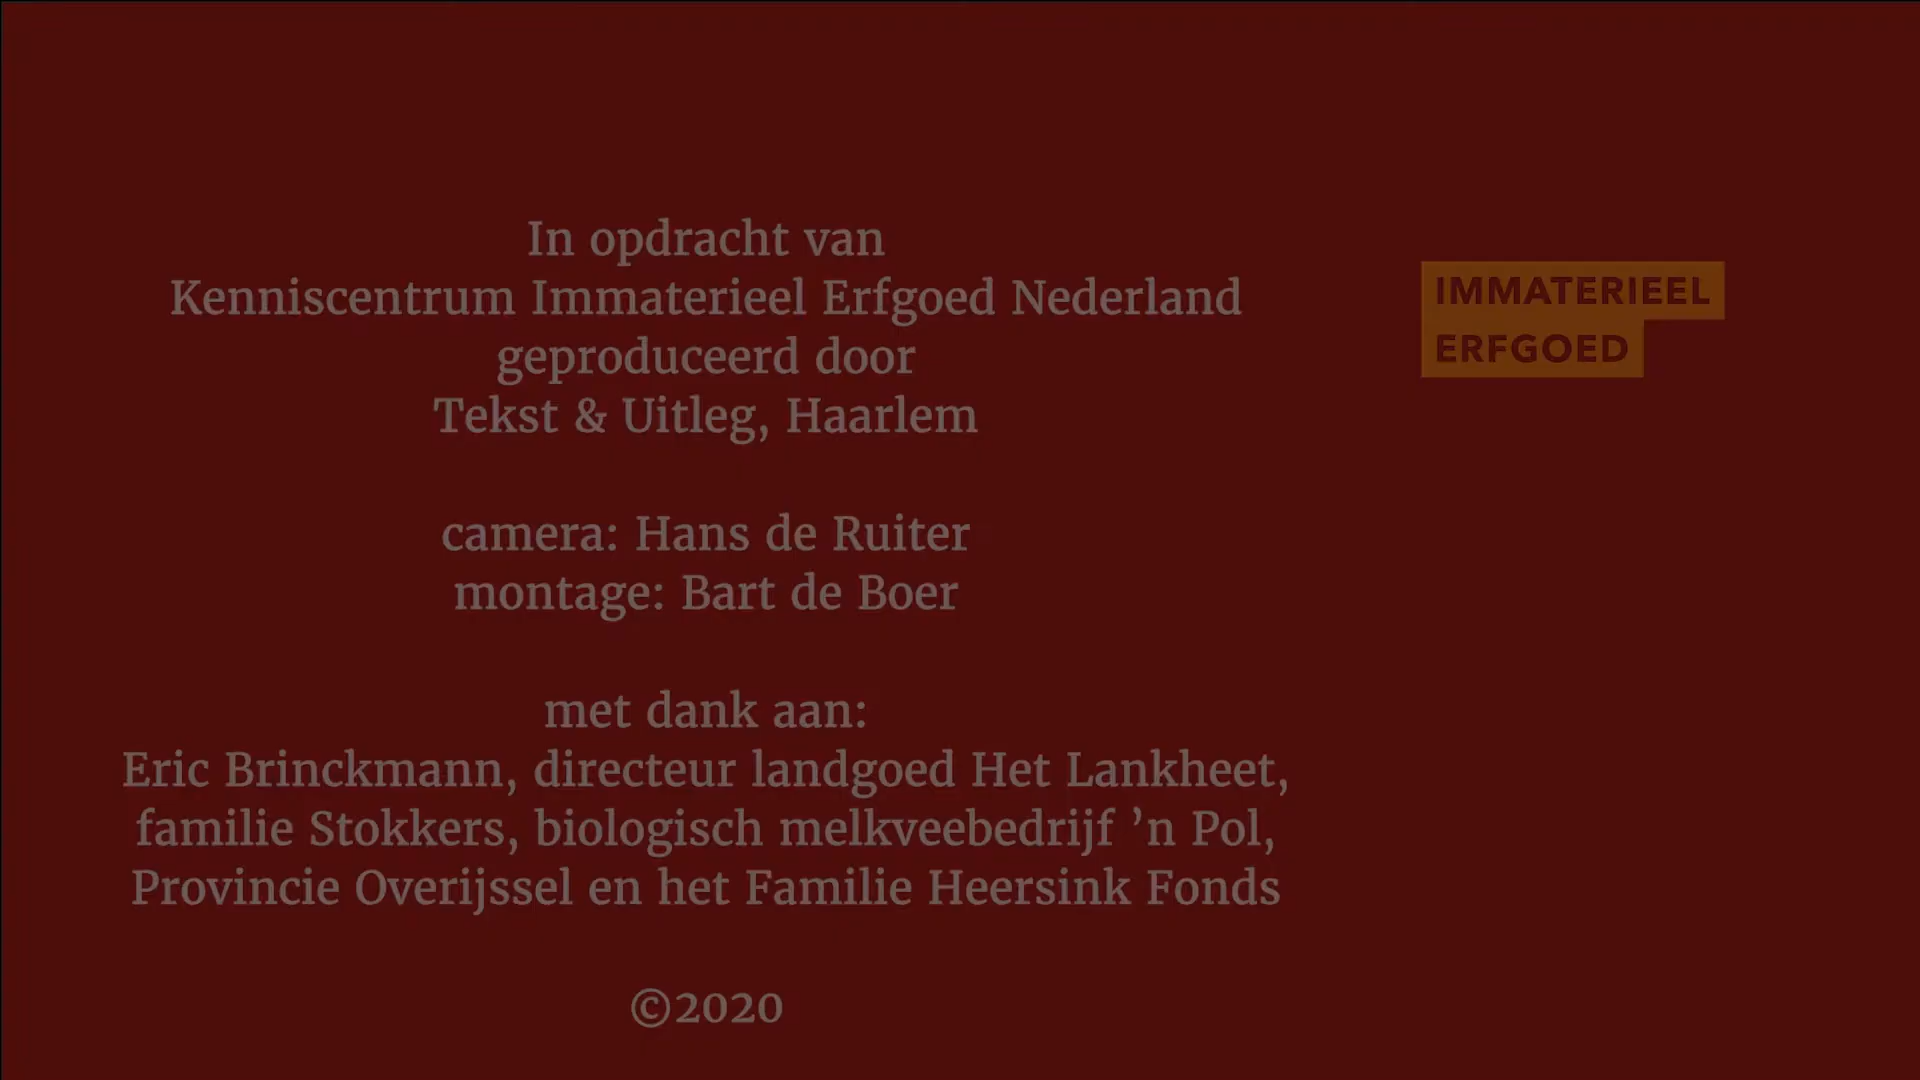 In opdracht van
Kenniscentrum Immaterieel Erfgoed Nederland
geproduceerd door
Tekst & Uitleg, Haarlem
camera: Hans de Ruiter
montage: Bart de Boer
met dank aan:
Eric Brinckmann, directeur landgoed Het Lankheet,
familie Stokkers, biologisch melkveebedrijf ’n Pol,
Provincie Overijssel en het Familie Heersink Fonds
©2020
IMMATERIEEL
ERFGOED